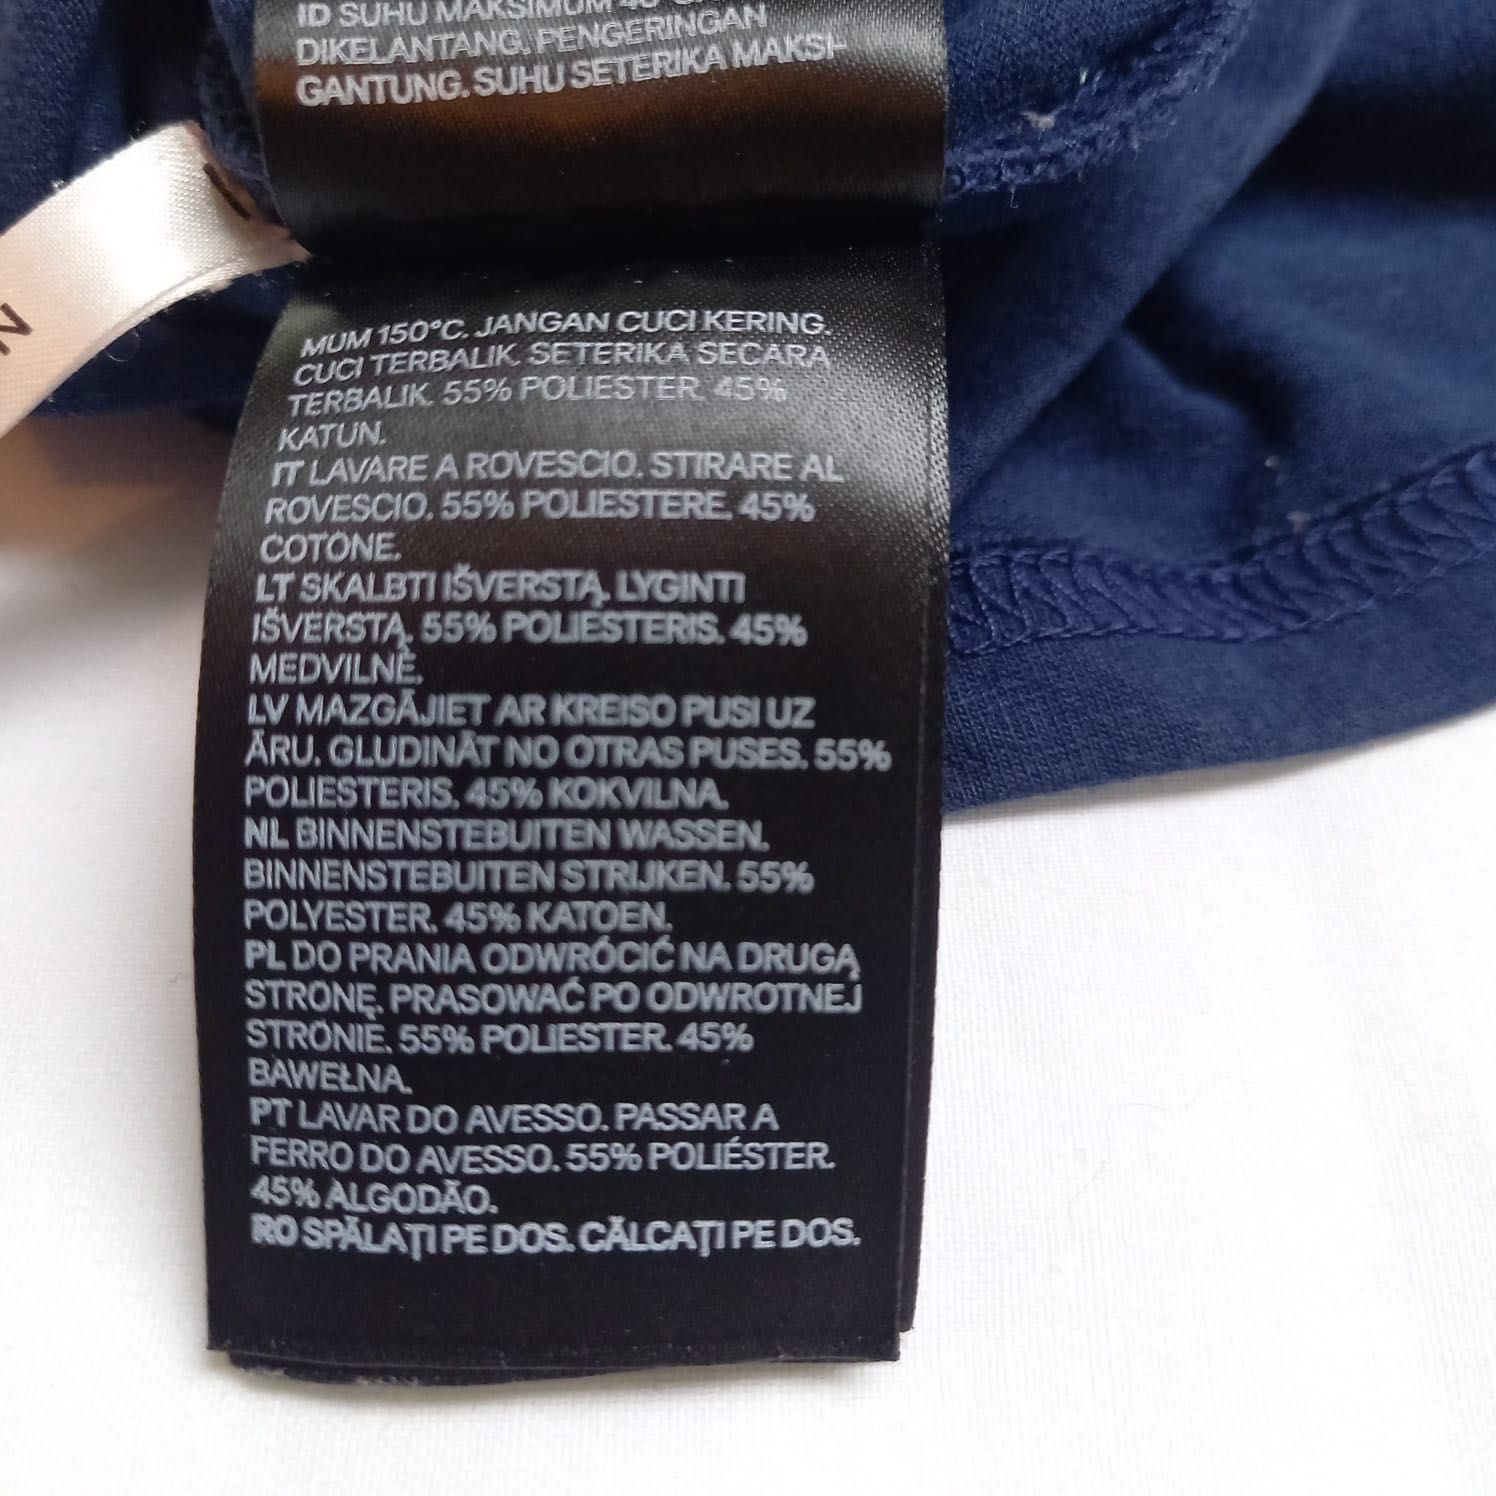 ID SUHU MAKSIMUM 40°
DIKELANTANG. PENGERINGAN
GANTUNG. SUHU SETERIKA MAKSI-
MUM 150°C. JANGAN CUCI KERING.
CUCI TERBALIK. SETERIKA SECARA
TERBALIK. 55% POLIESTER. 45%
KATUN.
IT LAVARE A ROVESCIO. STIRARE AL
ROVESCIO. 55% POLIESTERE. 45%
COTONE.
LT SKALBTI IŠVERSTĄ. LYGINTI
IŠVERSTĄ. 55% POLIESTERIS. 45%
MEDVILNĖ.
LV MAZGĀJIET AR KREISO PUSI UZ
ĀRU. GLUDINĀT NO OTRAS PUSES. 55%
POLIESTERIS. 45% KOKVILNA.
NL BINNENSTEBUITEN WASSEN.
BINNENSTEBUITEN STRIJKEN. 55%
POLYESTER. 45% KATOEN.
PL DO PRANIA ODWRÓCIĆ NA DRUGĄ
STRONĘ. PRASOWAĆ PO ODWROTNEJ
STRONIE. 55% POLIESTER. 45%
BAWEŁNA.
PT LAVAR DO AVESSO. PASSAR A
FERRO DO AVESSO. 55% POLIÉSTER.
45% ALGODÃO.
RO SPĂLAȚI PE DOS. CĂLCAȚI PE DOS.